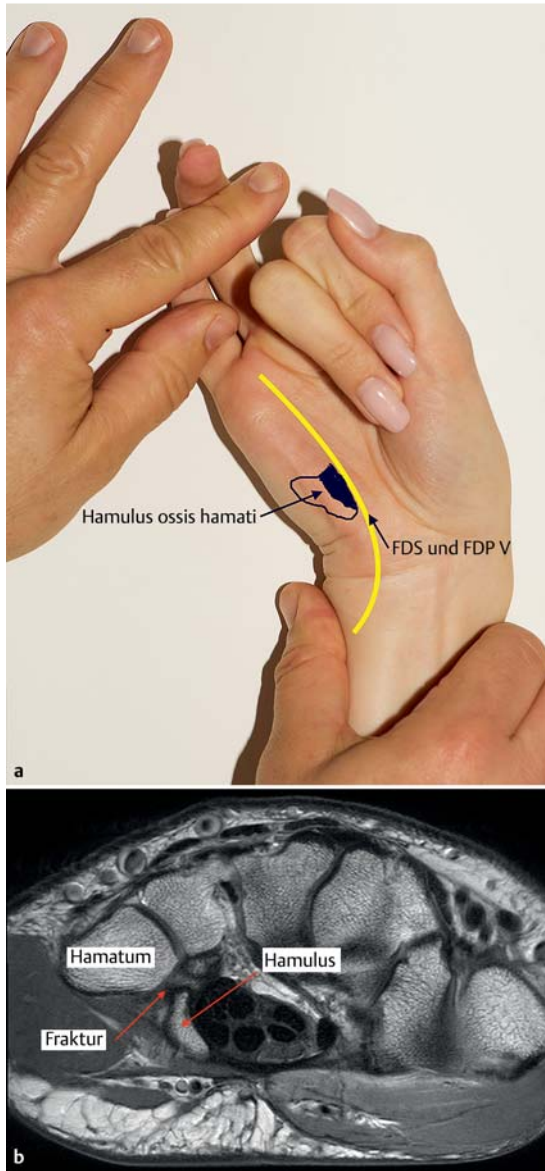 Hamulus ossis hamati
FDS und FDP V
a
Hamatum
Hamulus
Fraktur
b